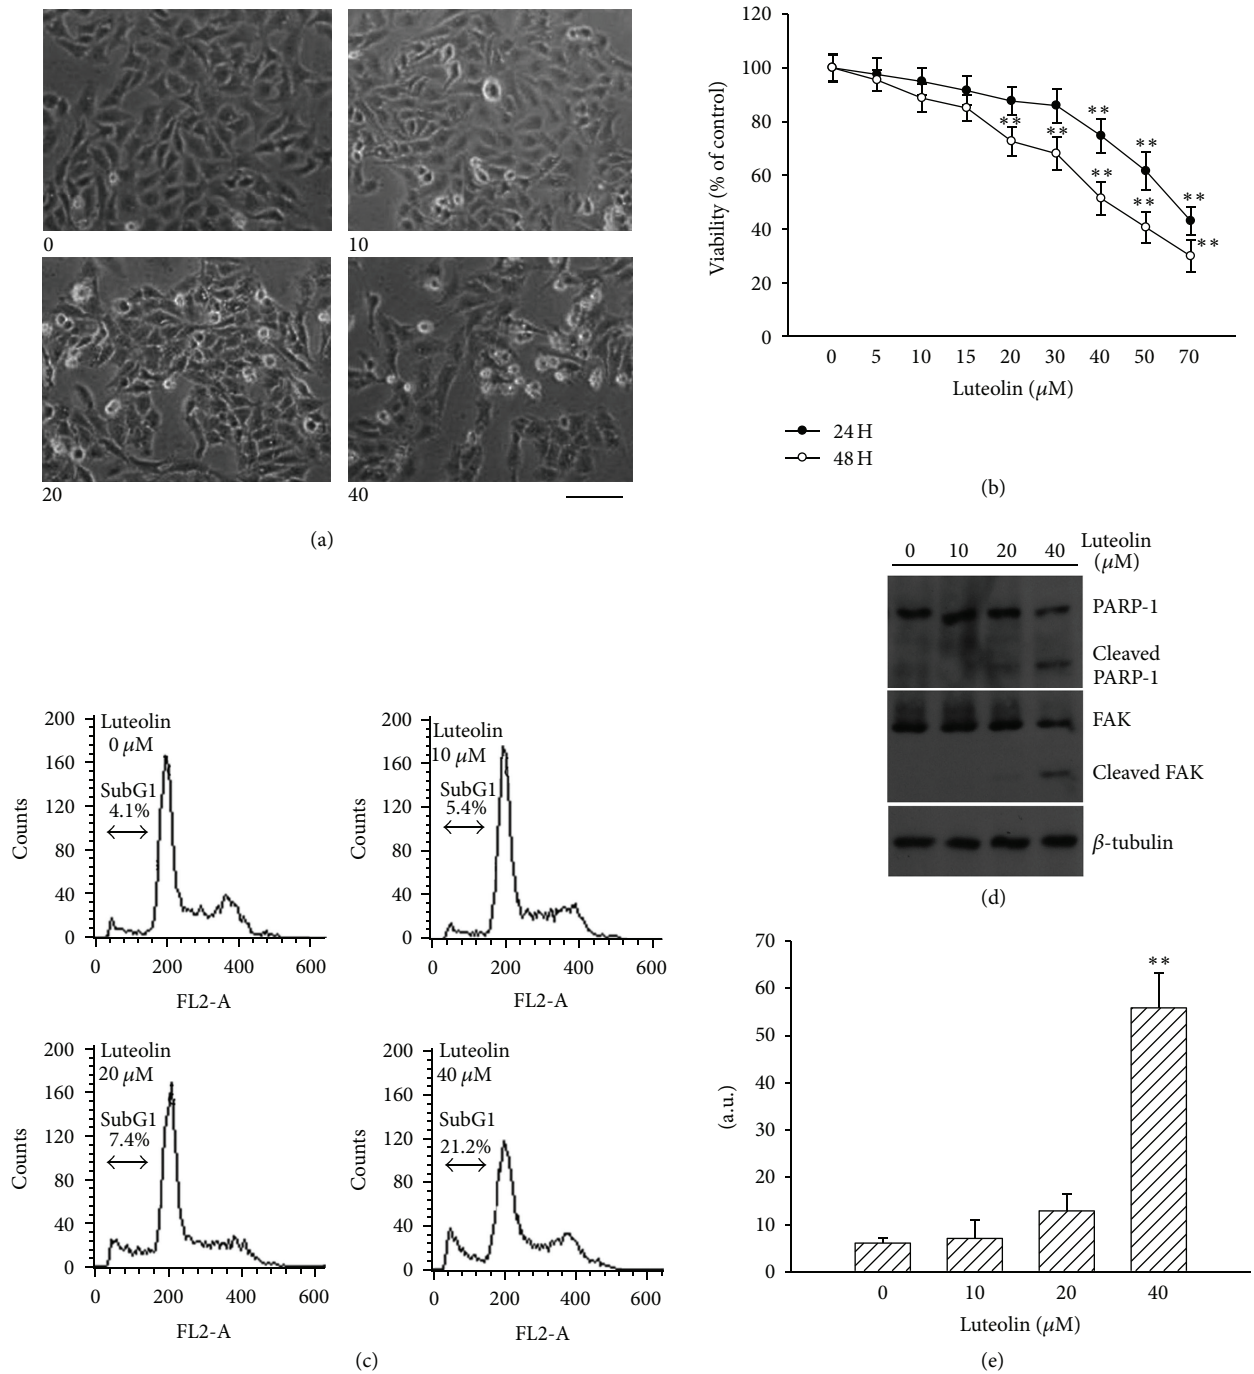 0
10
20
40
(a)
120
100
80
60
40
20
0
Viability (% of control)
** ** ** ** ** ** ** **
0 5 10 15 20 30 40 50 70
Luteolin (μM)
24 H
48 H
(b)
200
160
120
80
40
0
Counts
Luteolin
0 μM
SubG1
4.1%
0 200 400 600
FL2-A
200
160
120
80
40
0
Counts
Luteolin
10 μM
SubG1
5.4%
0 200 400 600
FL2-A
200
160
120
80
40
0
Counts
Luteolin
20 μM
SubG1
7.4%
0 200 400 600
FL2-A
200
160
120
80
40
0
Counts
Luteolin
40 μM
SubG1
21.2%
0 200 400 600
FL2-A
(c)
0 10 20 40
Luteolin
(μM)
PARP-1
Cleaved
PARP-1
FAK
Cleaved FAK
β-tubulin
(d)
70
60
50
40
30
20
10
0
(a.u.)
**
0 10 20 40
Luteolin (μM)
(e)